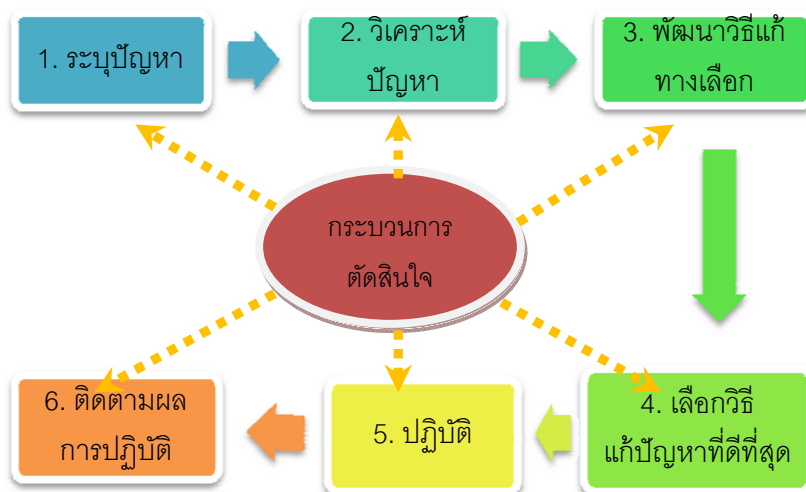 1. ระบุปัญหา
2. วิเคราะห์
ปัญหา
3. พัฒนาวิธีแก้
ทางเลือก
กระบวนการ
ตัดสินใจ
4. เลือกวิธี
แก้ปัญหาที่ดีที่สุด
5. ปฏิบัติ
6. ติดตามผล
การปฏิบัติ